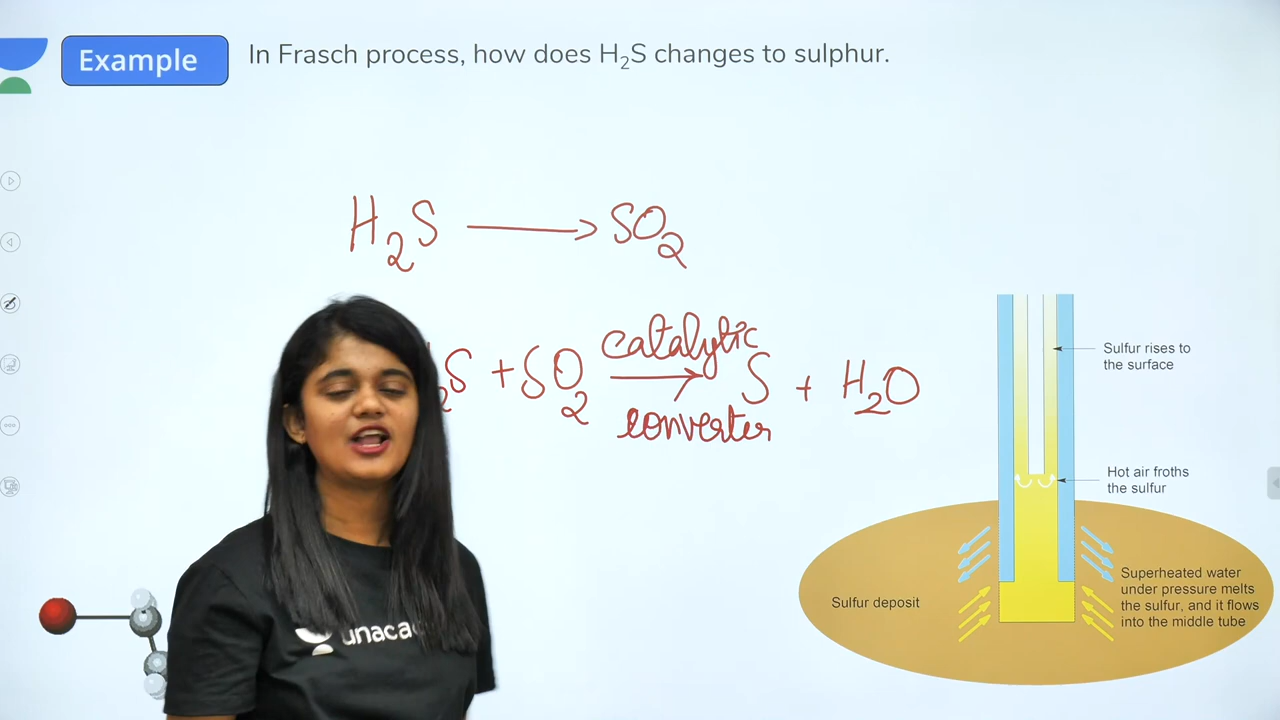 Example
In Frasch process, how does H₂S changes to sulphur.
H₂S ⟶ SO₂
₂S + SO₂ ⟶ S + H₂O
catalytic
converter
Sulfur rises to
the surface
Hot air froths
the sulfur
Sulfur deposit
Superheated water
under pressure melts
the sulfur, and it flows
into the middle tube
unaca